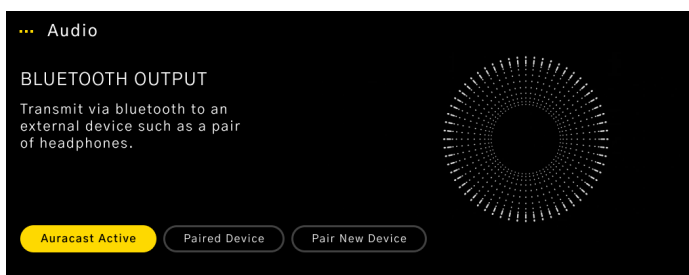 Audio
BLUETOOTH OUTPUT
Transmit via bluetooth to an
external device such as a pair
of headphones.
Auracast Active
Paired Device
Pair New Device